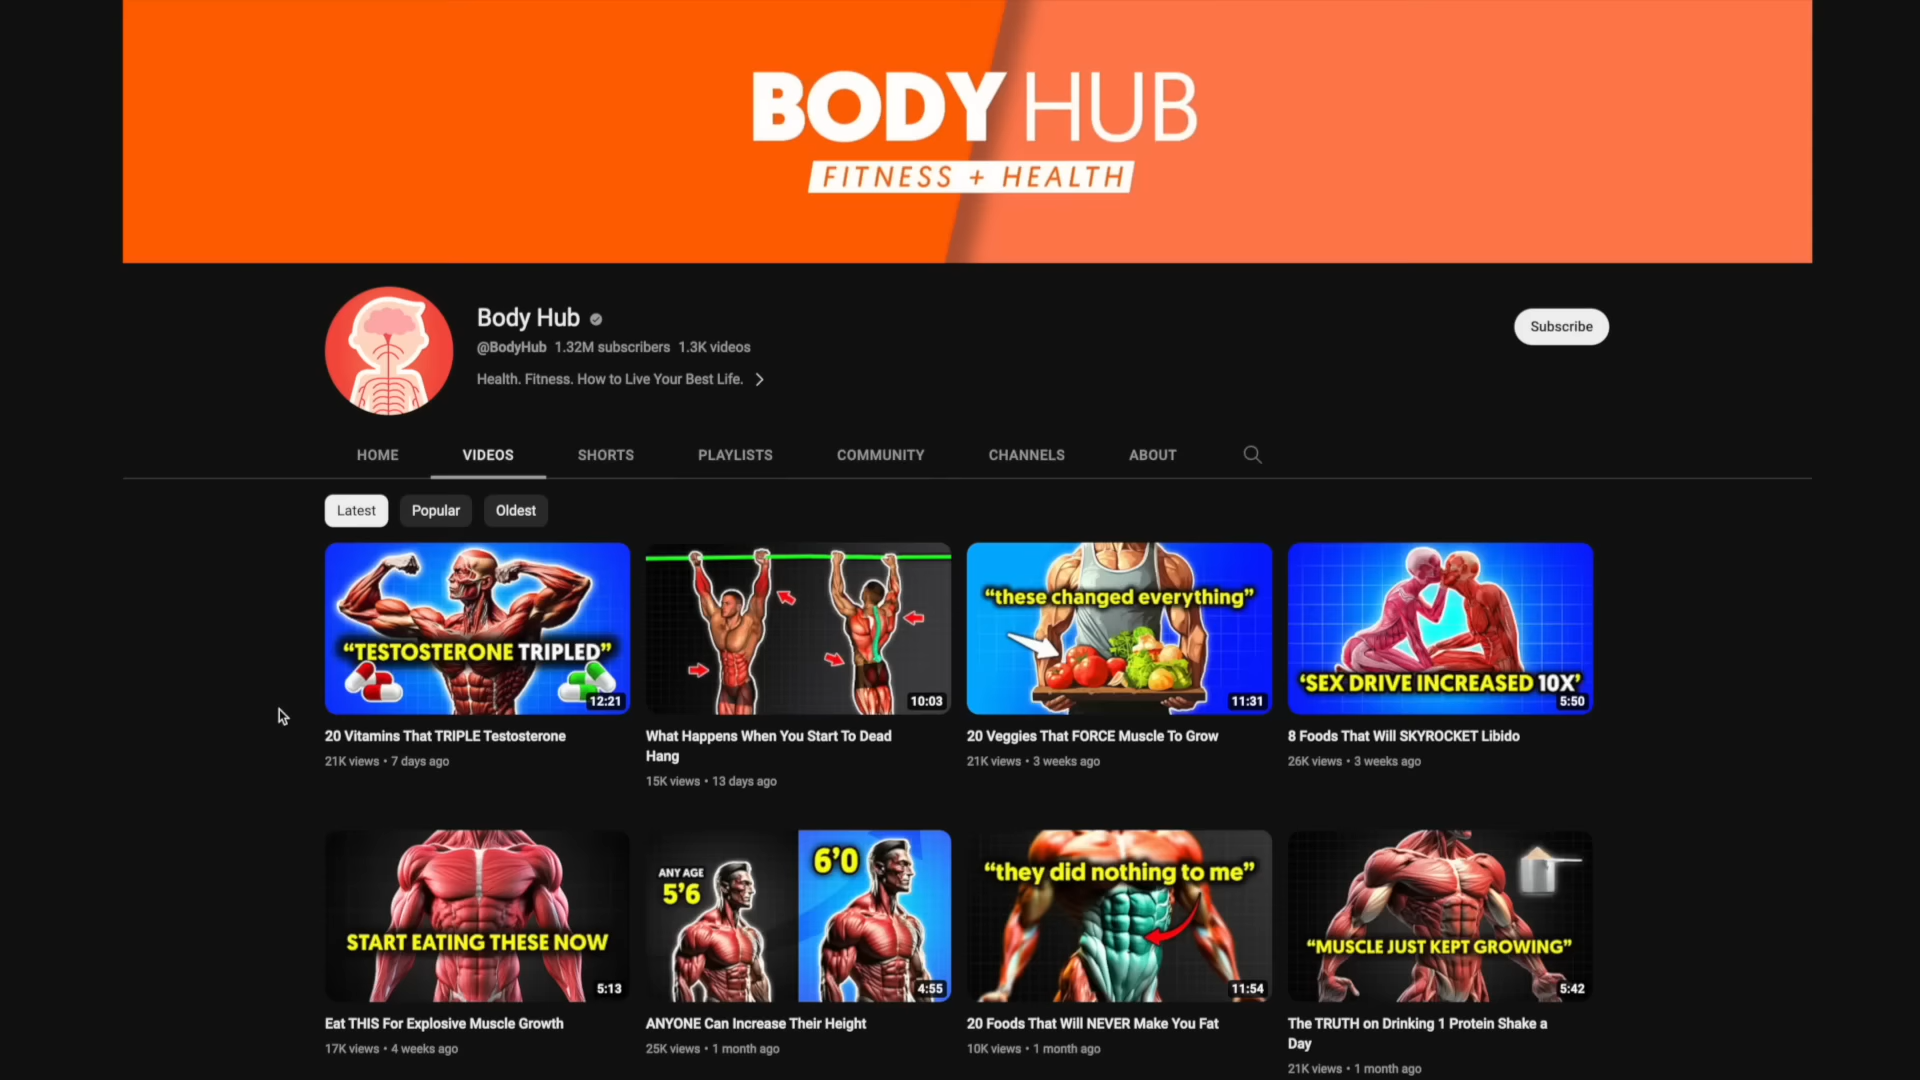 BODY HUB
FITNESS + HEALTH
Body Hub
@BodyHub 1.32M subscribers 1.3K videos
Health. Fitness. How to Live Your Best Life.
Subscribe
HOME VIDEOS SHORTS PLAYLISTS COMMUNITY CHANNELS ABOUT
Latest Popular Oldest
“TESTOSTERONE TRIPLED”
12:21
20 Vitamins That TRIPLE Testosterone
21K views • 7 days ago
10:03
What Happens When You Start To Dead
Hang
15K views • 13 days ago
“these changed everything”
11:31
20 Veggies That FORCE Muscle To Grow
21K views • 3 weeks ago
‘SEX DRIVE INCREASED 10X’
5:50
8 Foods That Will SKYROCKET Libido
26K views • 3 weeks ago
START EATING THESE NOW
5:13
Eat THIS For Explosive Muscle Growth
17K views • 4 weeks ago
ANY AGE
5’6
6’0
4:55
ANYONE Can Increase Their Height
25K views • 1 month ago
“they did nothing to me”
11:54
20 Foods That Will NEVER Make You Fat
10K views • 1 month ago
“MUSCLE JUST KEPT GROWING”
5:42
The TRUTH on Drinking 1 Protein Shake a
Day
21K views • 1 month ago